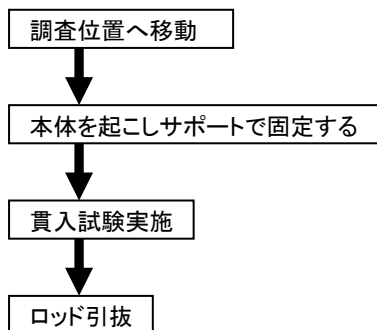 調査位置へ移動
本体を起こしサポートで固定する
貫入試験実施
ロッド引抜